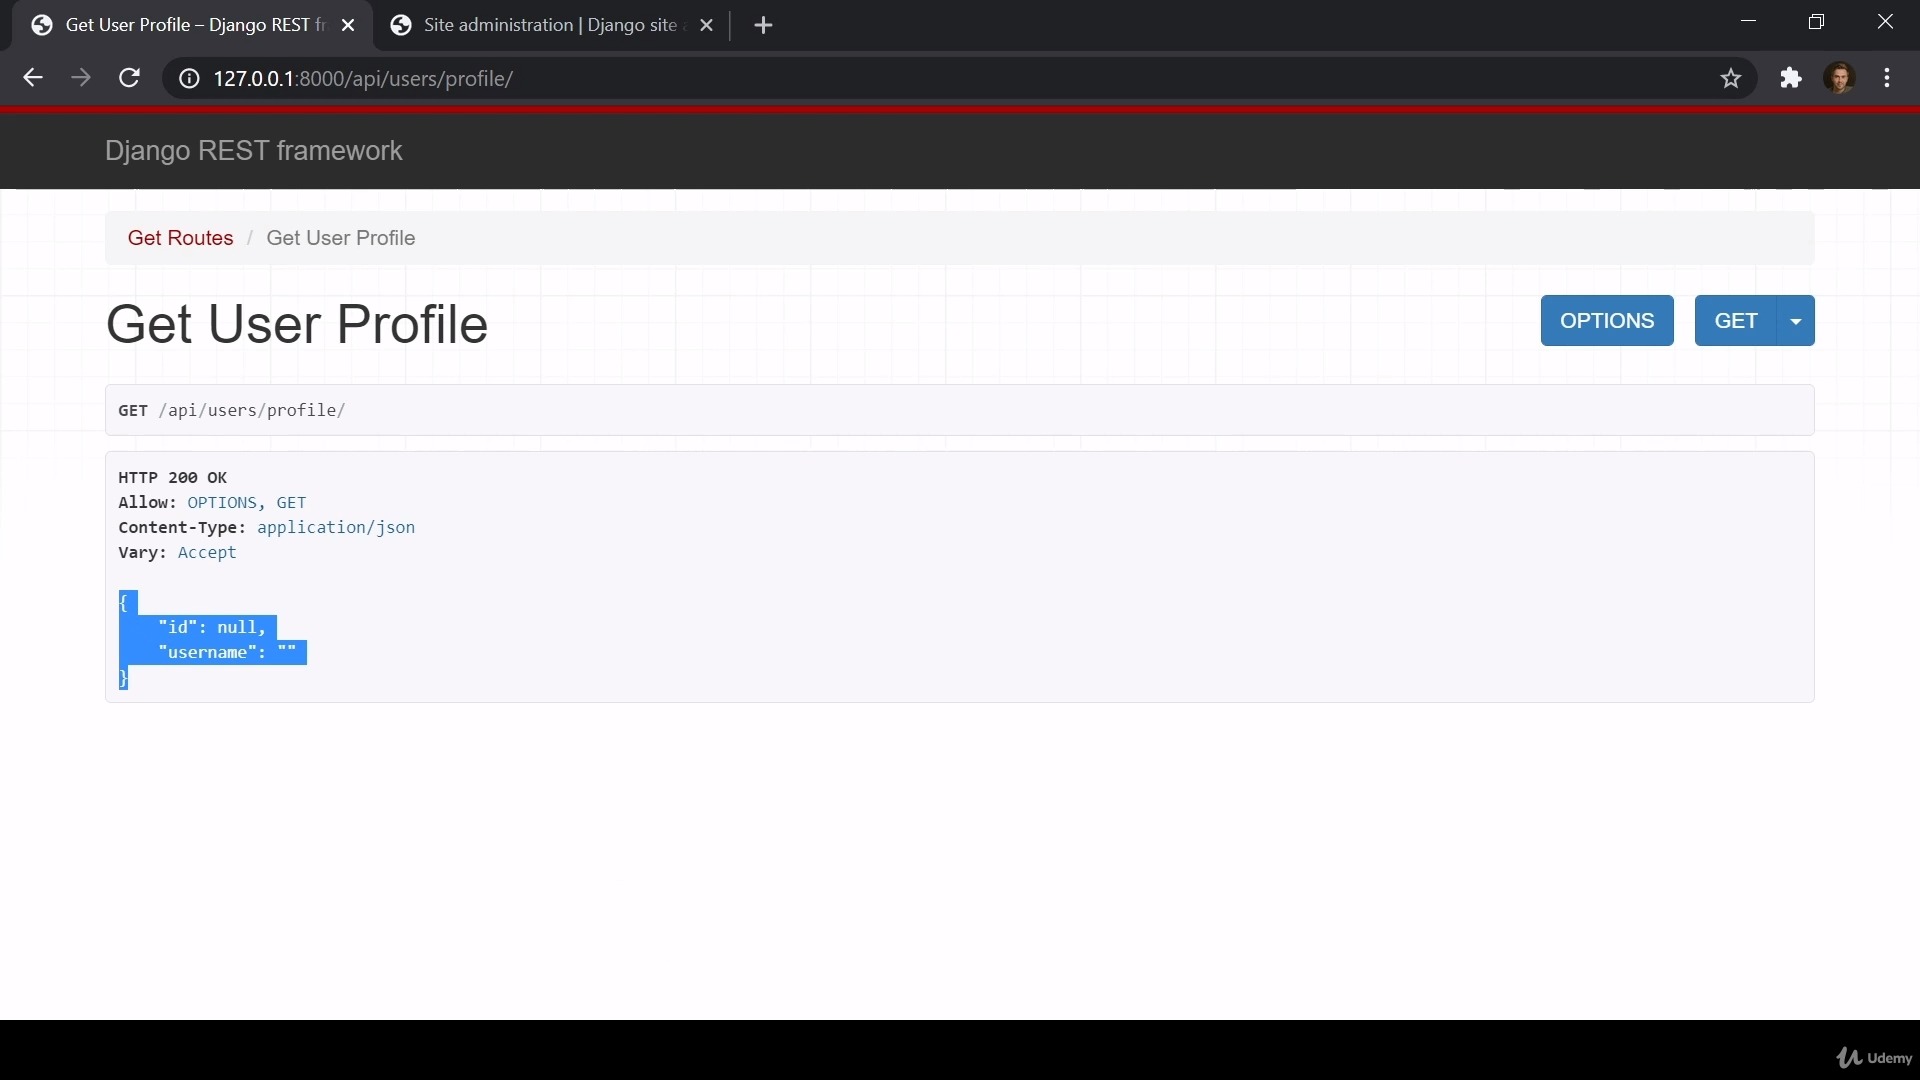 Get User Profile – Django REST fr
Site administration | Django site a
127.0.0.1:8000/api/users/profile/
Django REST framework
Get Routes / Get User Profile
Get User Profile
OPTIONS
GET
GET /api/users/profile/
HTTP 200 OK
Allow: OPTIONS, GET
Content-Type: application/json
Vary: Accept
{
"id": null,
"username": ""
}
Udemy